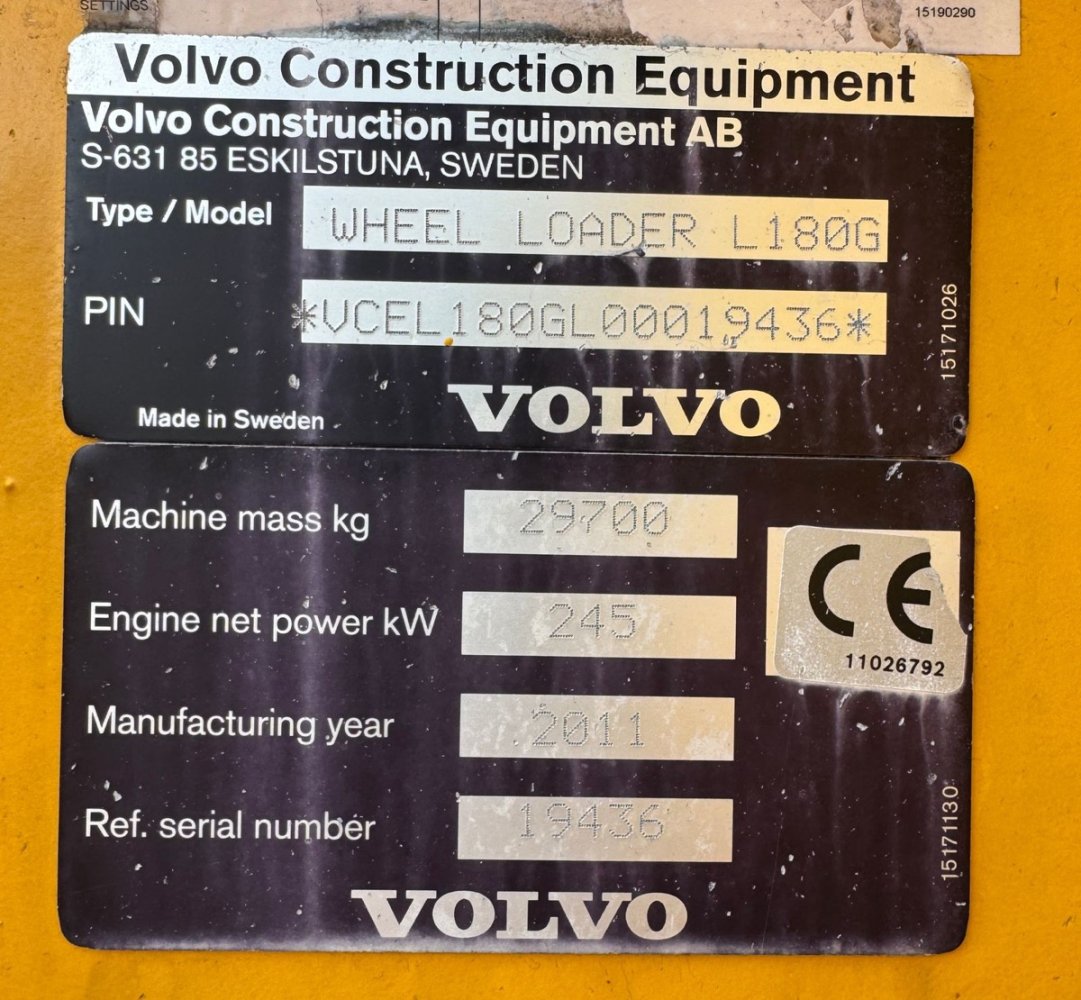 SETTINGS
15190290
Volvo Construction Equipment
Volvo Construction Equipment AB
S-631 85 ESKILSTUNA, SWEDEN
Type / Model WHEEL LOADER L180G
PIN *VCEL180GL00019436*
15171026
Made in Sweden VOLVO
Machine mass kg 29700
CE
Engine net power kW 245
11026792
Manufacturing year 2011
Ref. serial number 19436
15171130
VOLVO